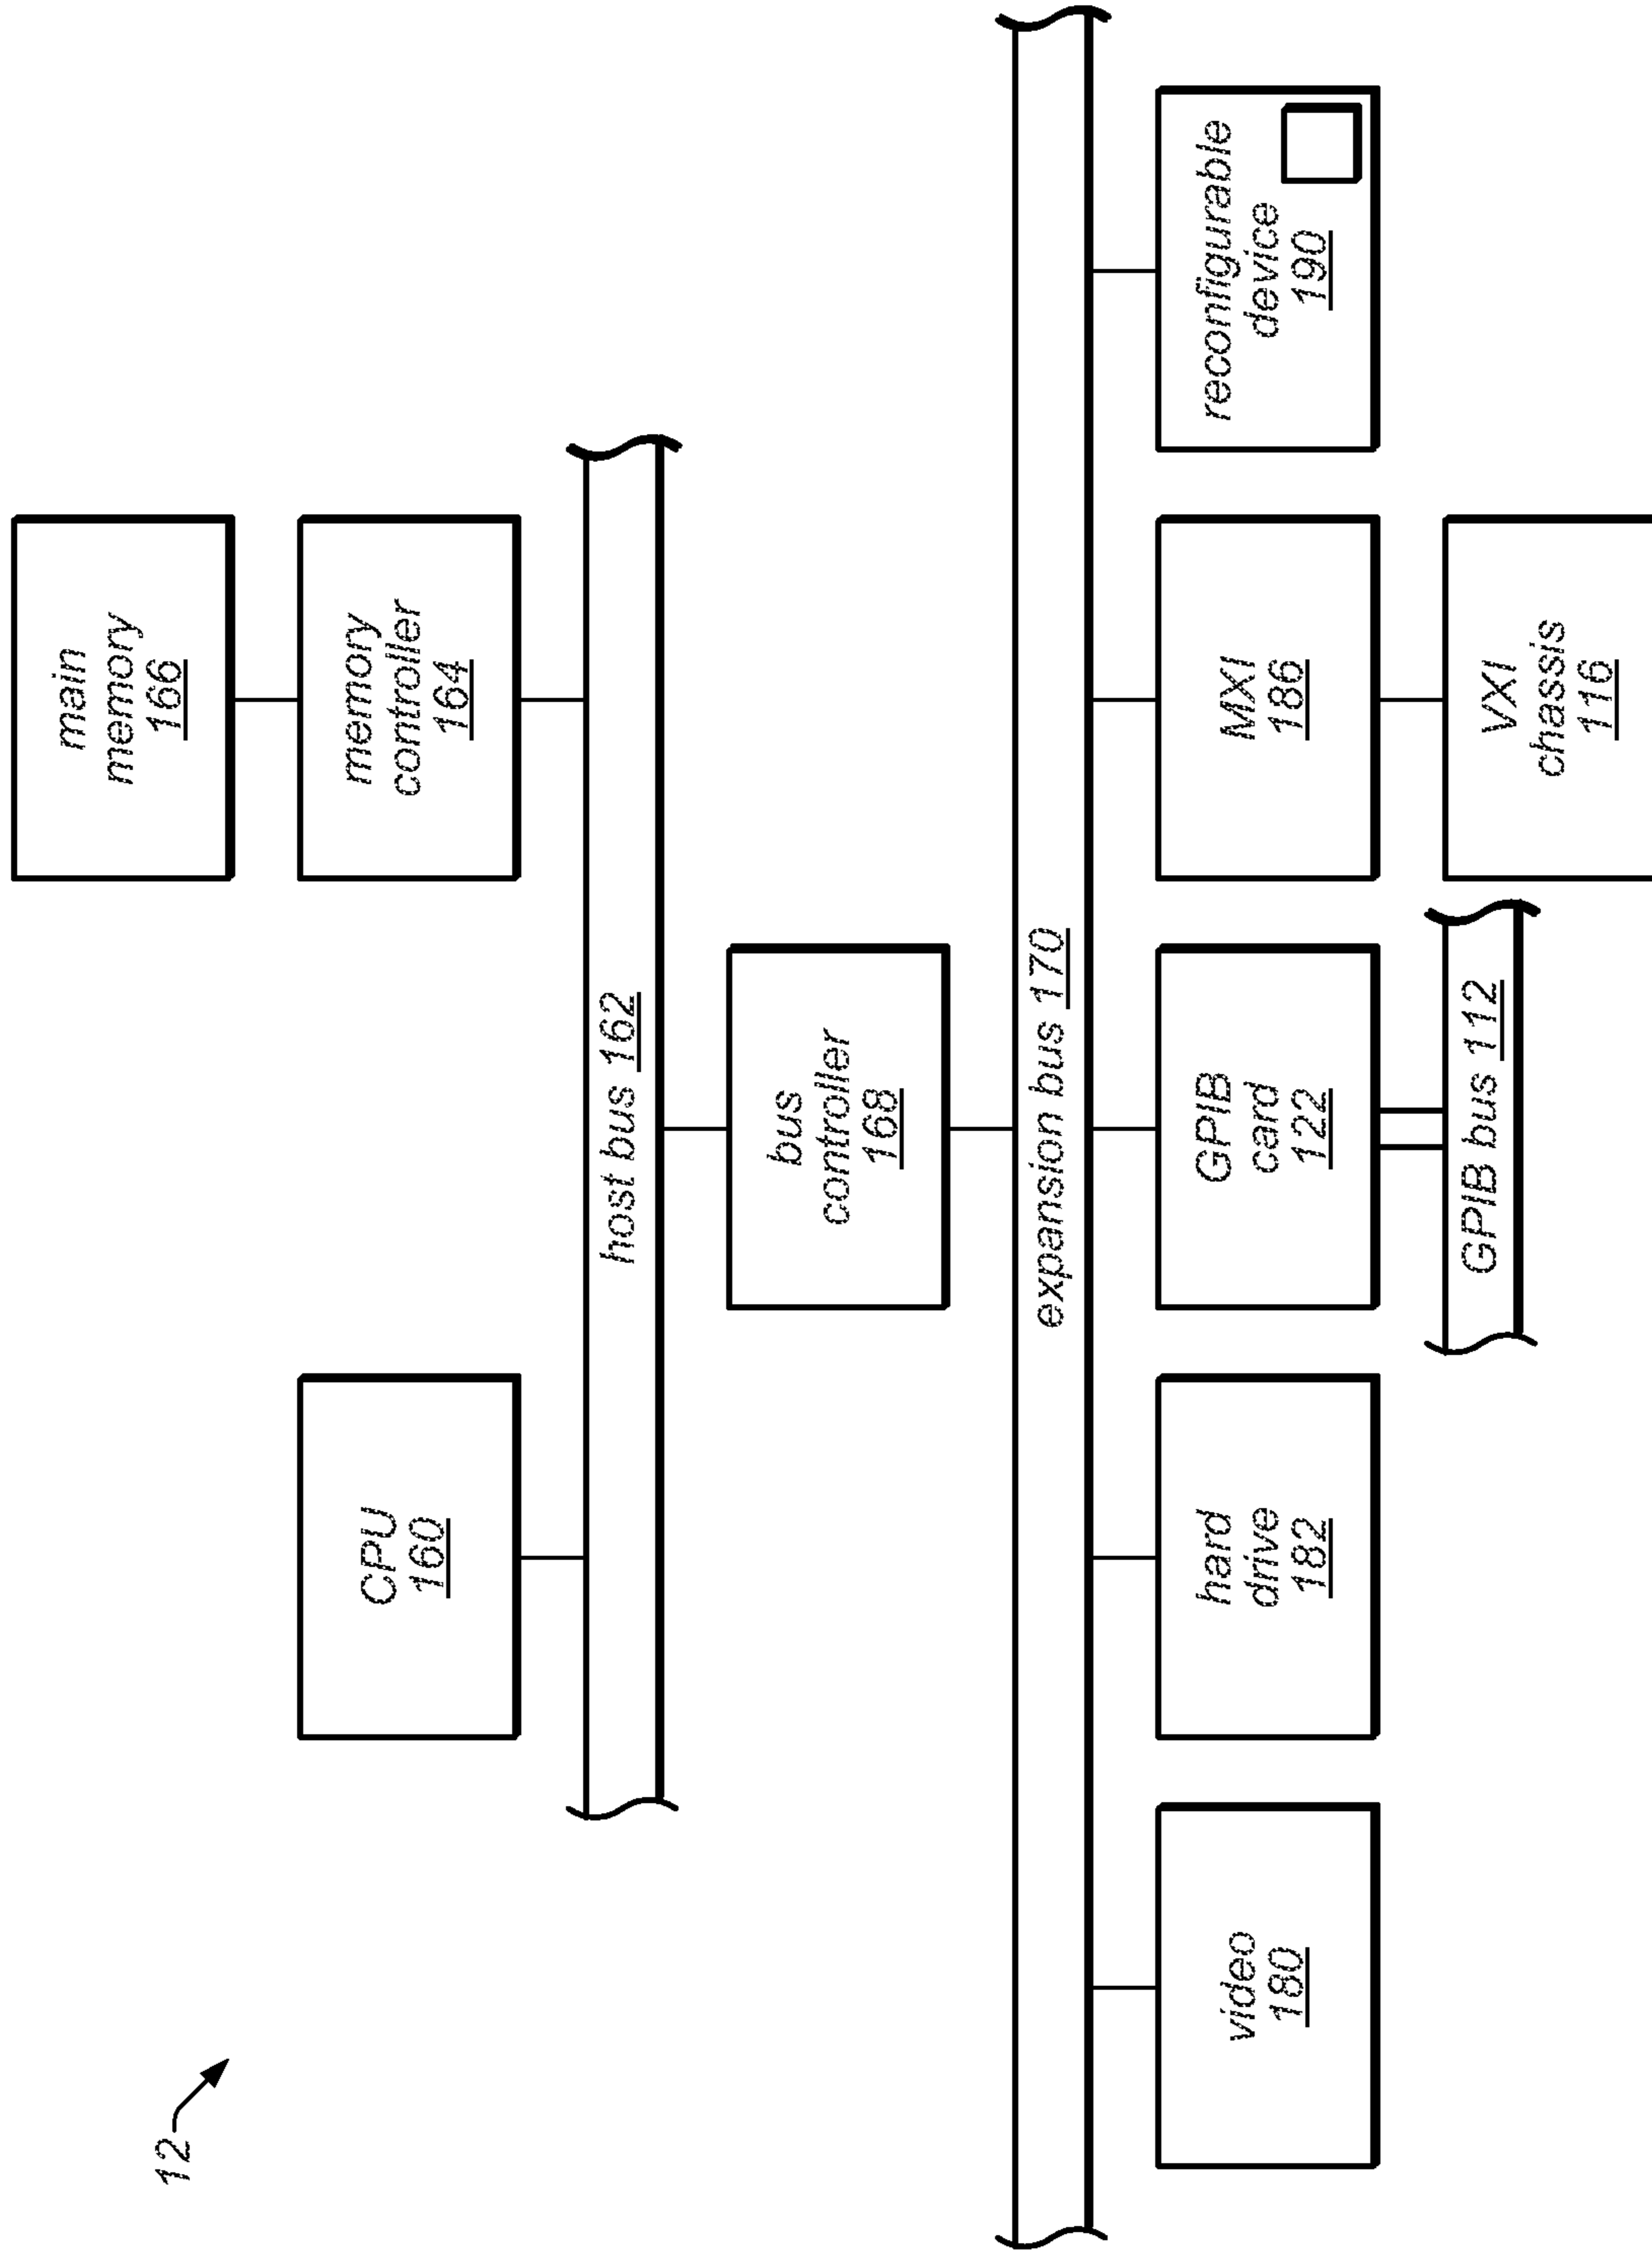 12
CPU
160
main
memory
166
memory
controller
164
host bus 162
bus
controller
168
expansion bus 170
video
180
hard
drive
182
GPIB
card
122
MXI
186
reconfigurable
device
190
GPIB bus 112
VXI
chassis
116